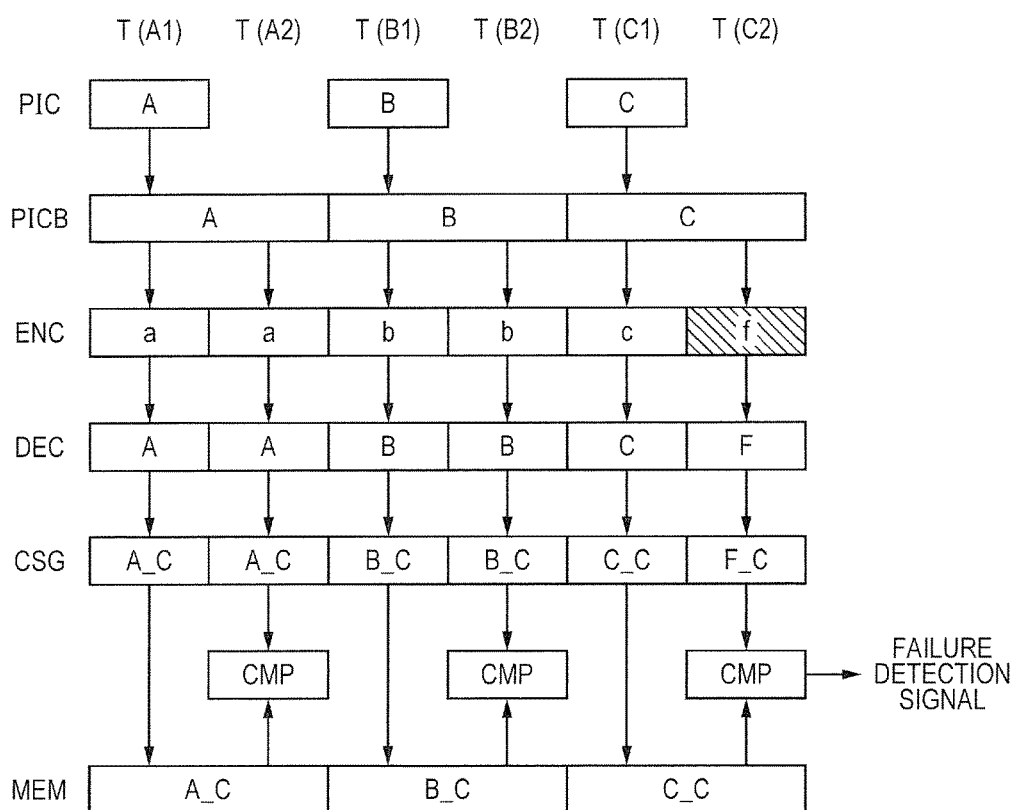 T (A1) T (A2) T (B1) T (B2) T (C1) T (C2)
PIC A B C
PICB A B C
ENC a a b b c f
DEC A A B B C F
CSG A_C A_C B_C B_C C_C F_C
CMP CMP CMP
FAILURE
DETECTION
SIGNAL
MEM A_C B_C C_C